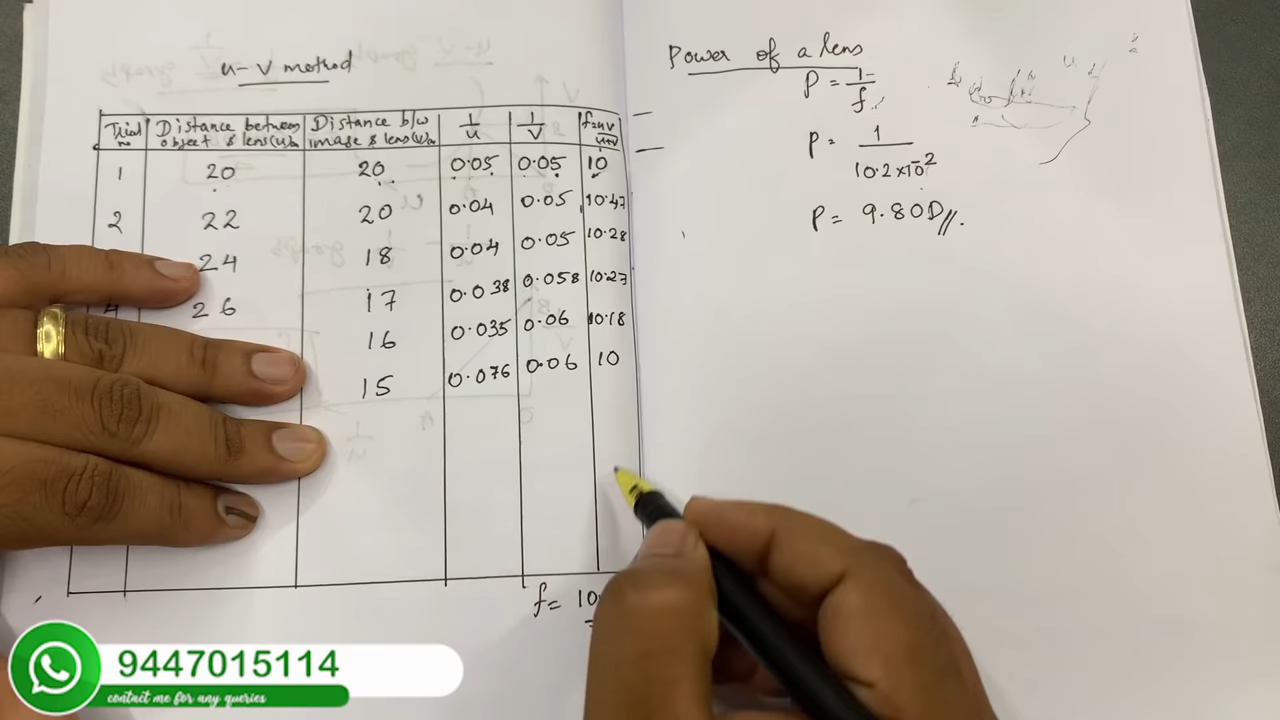 u-v method
Trial no
Distance between object & lens(u)
Distance b/w image & lens(v)
1/u
1/v
f=uv/u+v
1 20 20 0.05 0.05 10
2 22 20 0.04 0.05 10.47
24 18 0.04 0.05 10.28
4 26 17 0.038 0.058 10.27
16 0.035 0.06 10.18
15 0.076 0.06 10
f= 10.
Power of a lens
P = 1/f
P = 1/10.2×10⁻²
P = 9.80D//.
9447015114
contact me for any queries